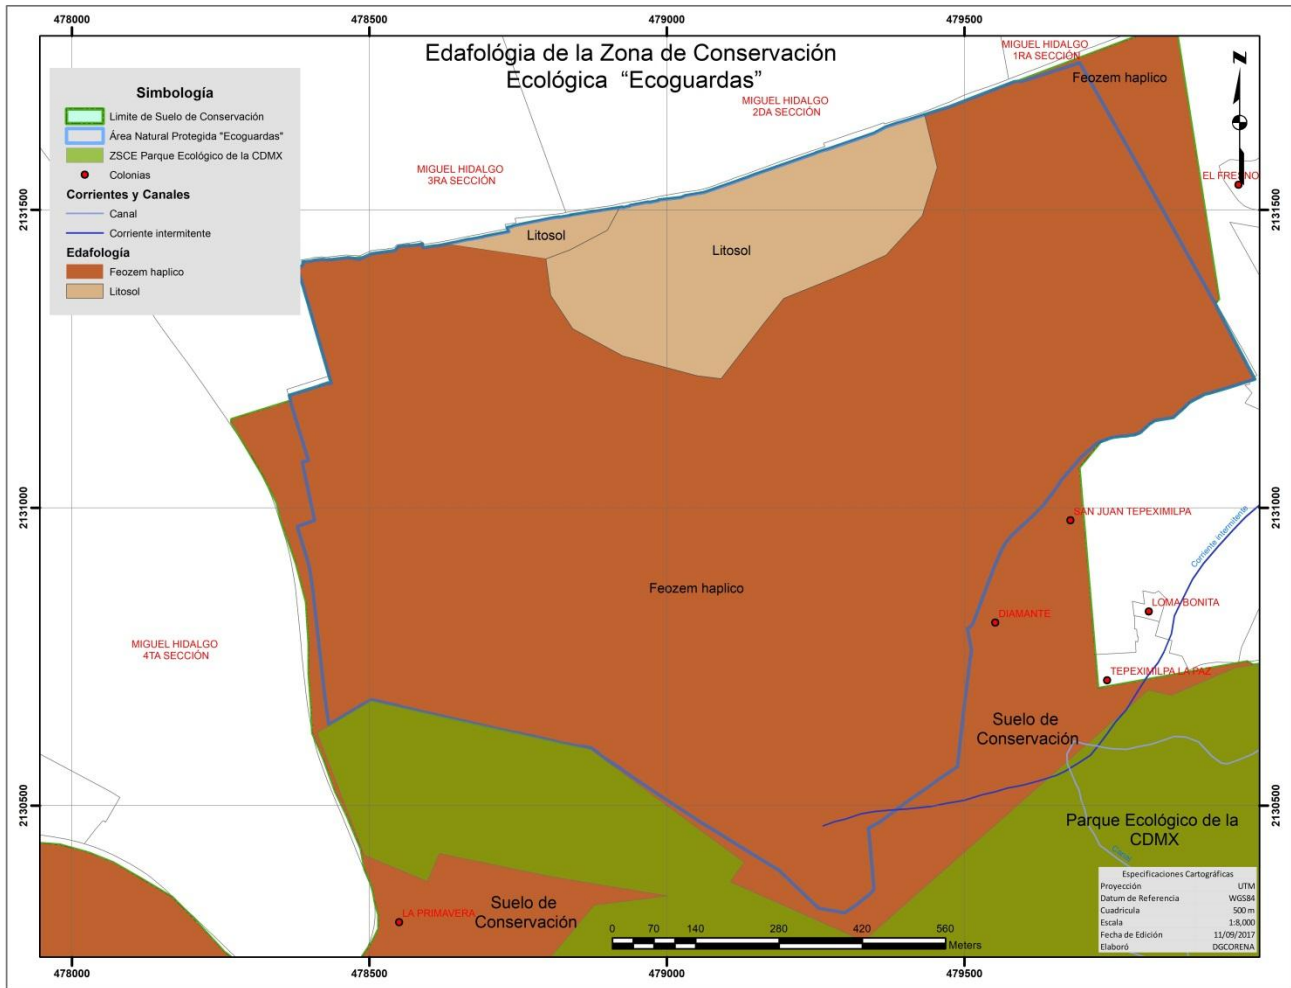 478000
478500
479000
479500
Edafológia de la Zona de Conservación
Ecológica “Ecoguardas”
MIGUEL HIDALGO
1RA SECCIÓN
Feozem haplico
N
MIGUEL HIDALGO
2DA SECCIÓN
MIGUEL HIDALGO
3RA SECCIÓN
EL FRESNO
Simbología
Limite de Suelo de Conservación
Área Natural Protegida "Ecoguardas"
ZSCE Parque Ecológico de la CDMX
Colonias
Corrientes y Canales
Canal
Corriente intermitente
Edafología
Feozem haplico
Litosol
2131500
2131500
Litosol
Litosol
2131000
2131000
SAN JUAN TEPEXIMILPA
Corriente intermitente
Feozem haplico
LOMA BONITA
DIAMANTE
MIGUEL HIDALGO
4TA SECCIÓN
TEPEXIMILPA LA PAZ
Suelo de
Conservación
2130500
2130500
Parque Ecológico de la
CDMX
Canal
LA PRIMAVERA
Suelo de
Conservación
0 70 140 280 420 560
Meters
Especificaciones Cartográficas
Proyección UTM
Datum de Referencia WGS84
Cuadricula 500 m
Escala 1:8,000
Fecha de Edición 11/09/2017
Elaboró DGCORENA
478000
478500
479000
479500